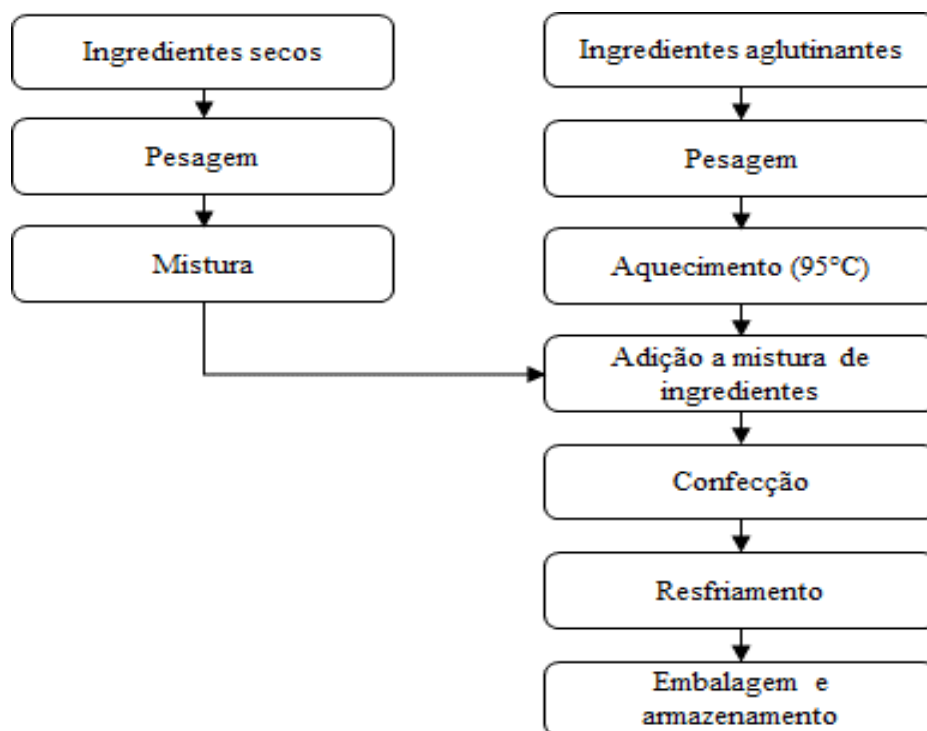 Ingredientes secos
Pesagem
Mistura
Ingredientes aglutinantes
Pesagem
Aquecimento (95°C)
Adição a mistura de
ingredientes
Confecção
Resfriamento
Embalagem e
armazenamento